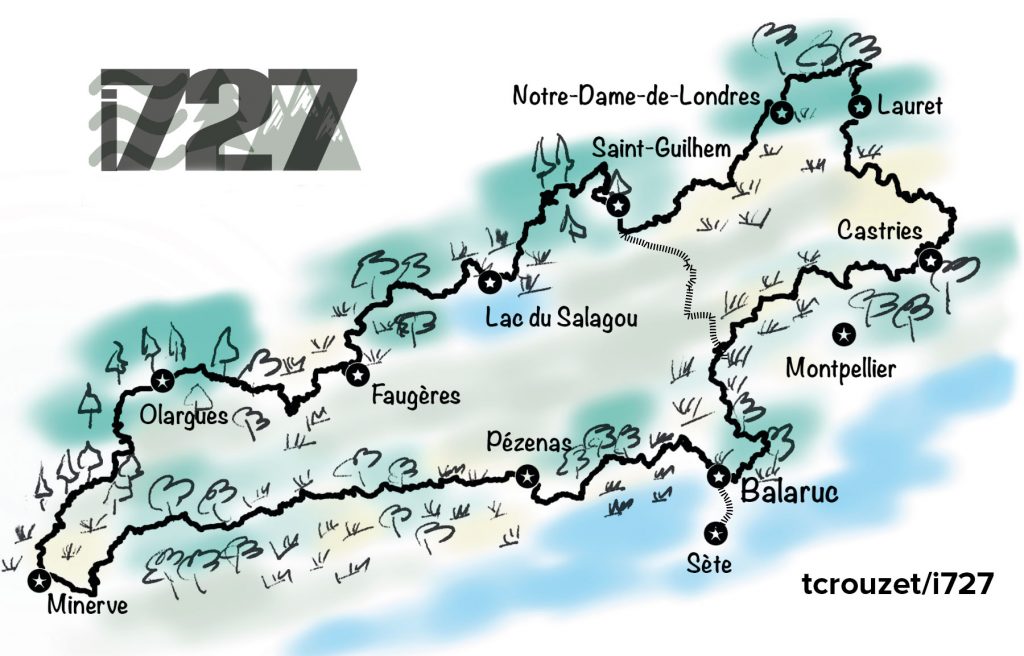 i727
Notre-Dame-de-Londres
Lauret
Saint-Guilhem
Castries
Lac du Salagou
Montpellier
Olargues
Faugères
Pézenas
Balaruc
Sète
Minerve
tcrouzet/i727